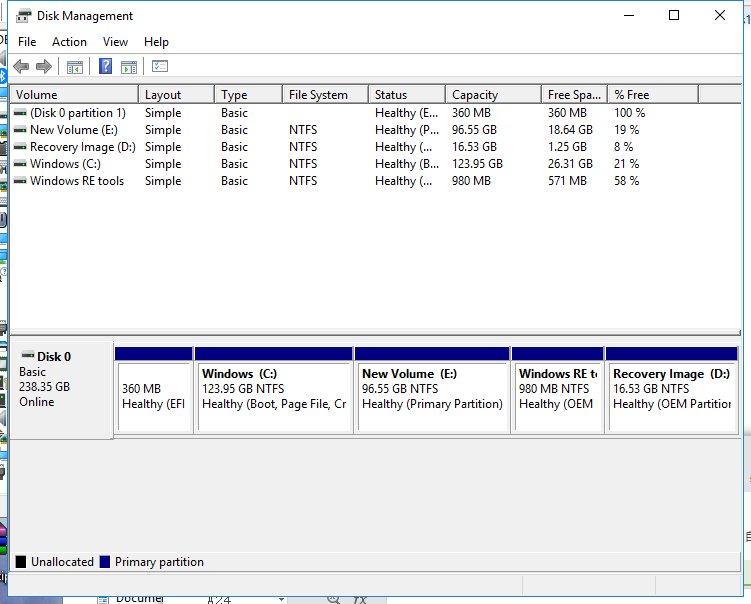 Disk Management
File Action View Help
Volume Layout Type File System Status Capacity Free Spa... % Free
(Disk 0 partition 1) Simple Basic Healthy (E... 360 MB 360 MB 100 %
New Volume (E:) Simple Basic NTFS Healthy (P... 96.55 GB 18.64 GB 19 %
Recovery Image (D:) Simple Basic NTFS Healthy (... 16.53 GB 1.25 GB 8 %
Windows (C:) Simple Basic NTFS Healthy (B... 123.95 GB 26.31 GB 21 %
Windows RE tools Simple Basic NTFS Healthy (... 980 MB 571 MB 58 %
Disk 0
Basic
238.35 GB
Online
360 MB
Healthy (EFI
Windows (C:)
123.95 GB NTFS
Healthy (Boot, Page File, Cr
New Volume (E:)
96.55 GB NTFS
Healthy (Primary Partition)
Windows RE t
980 MB NTFS
Healthy (OEM
Recovery Image (D:)
16.53 GB NTFS
Healthy (OEM Partition
Unallocated Primary partition
A24 fx